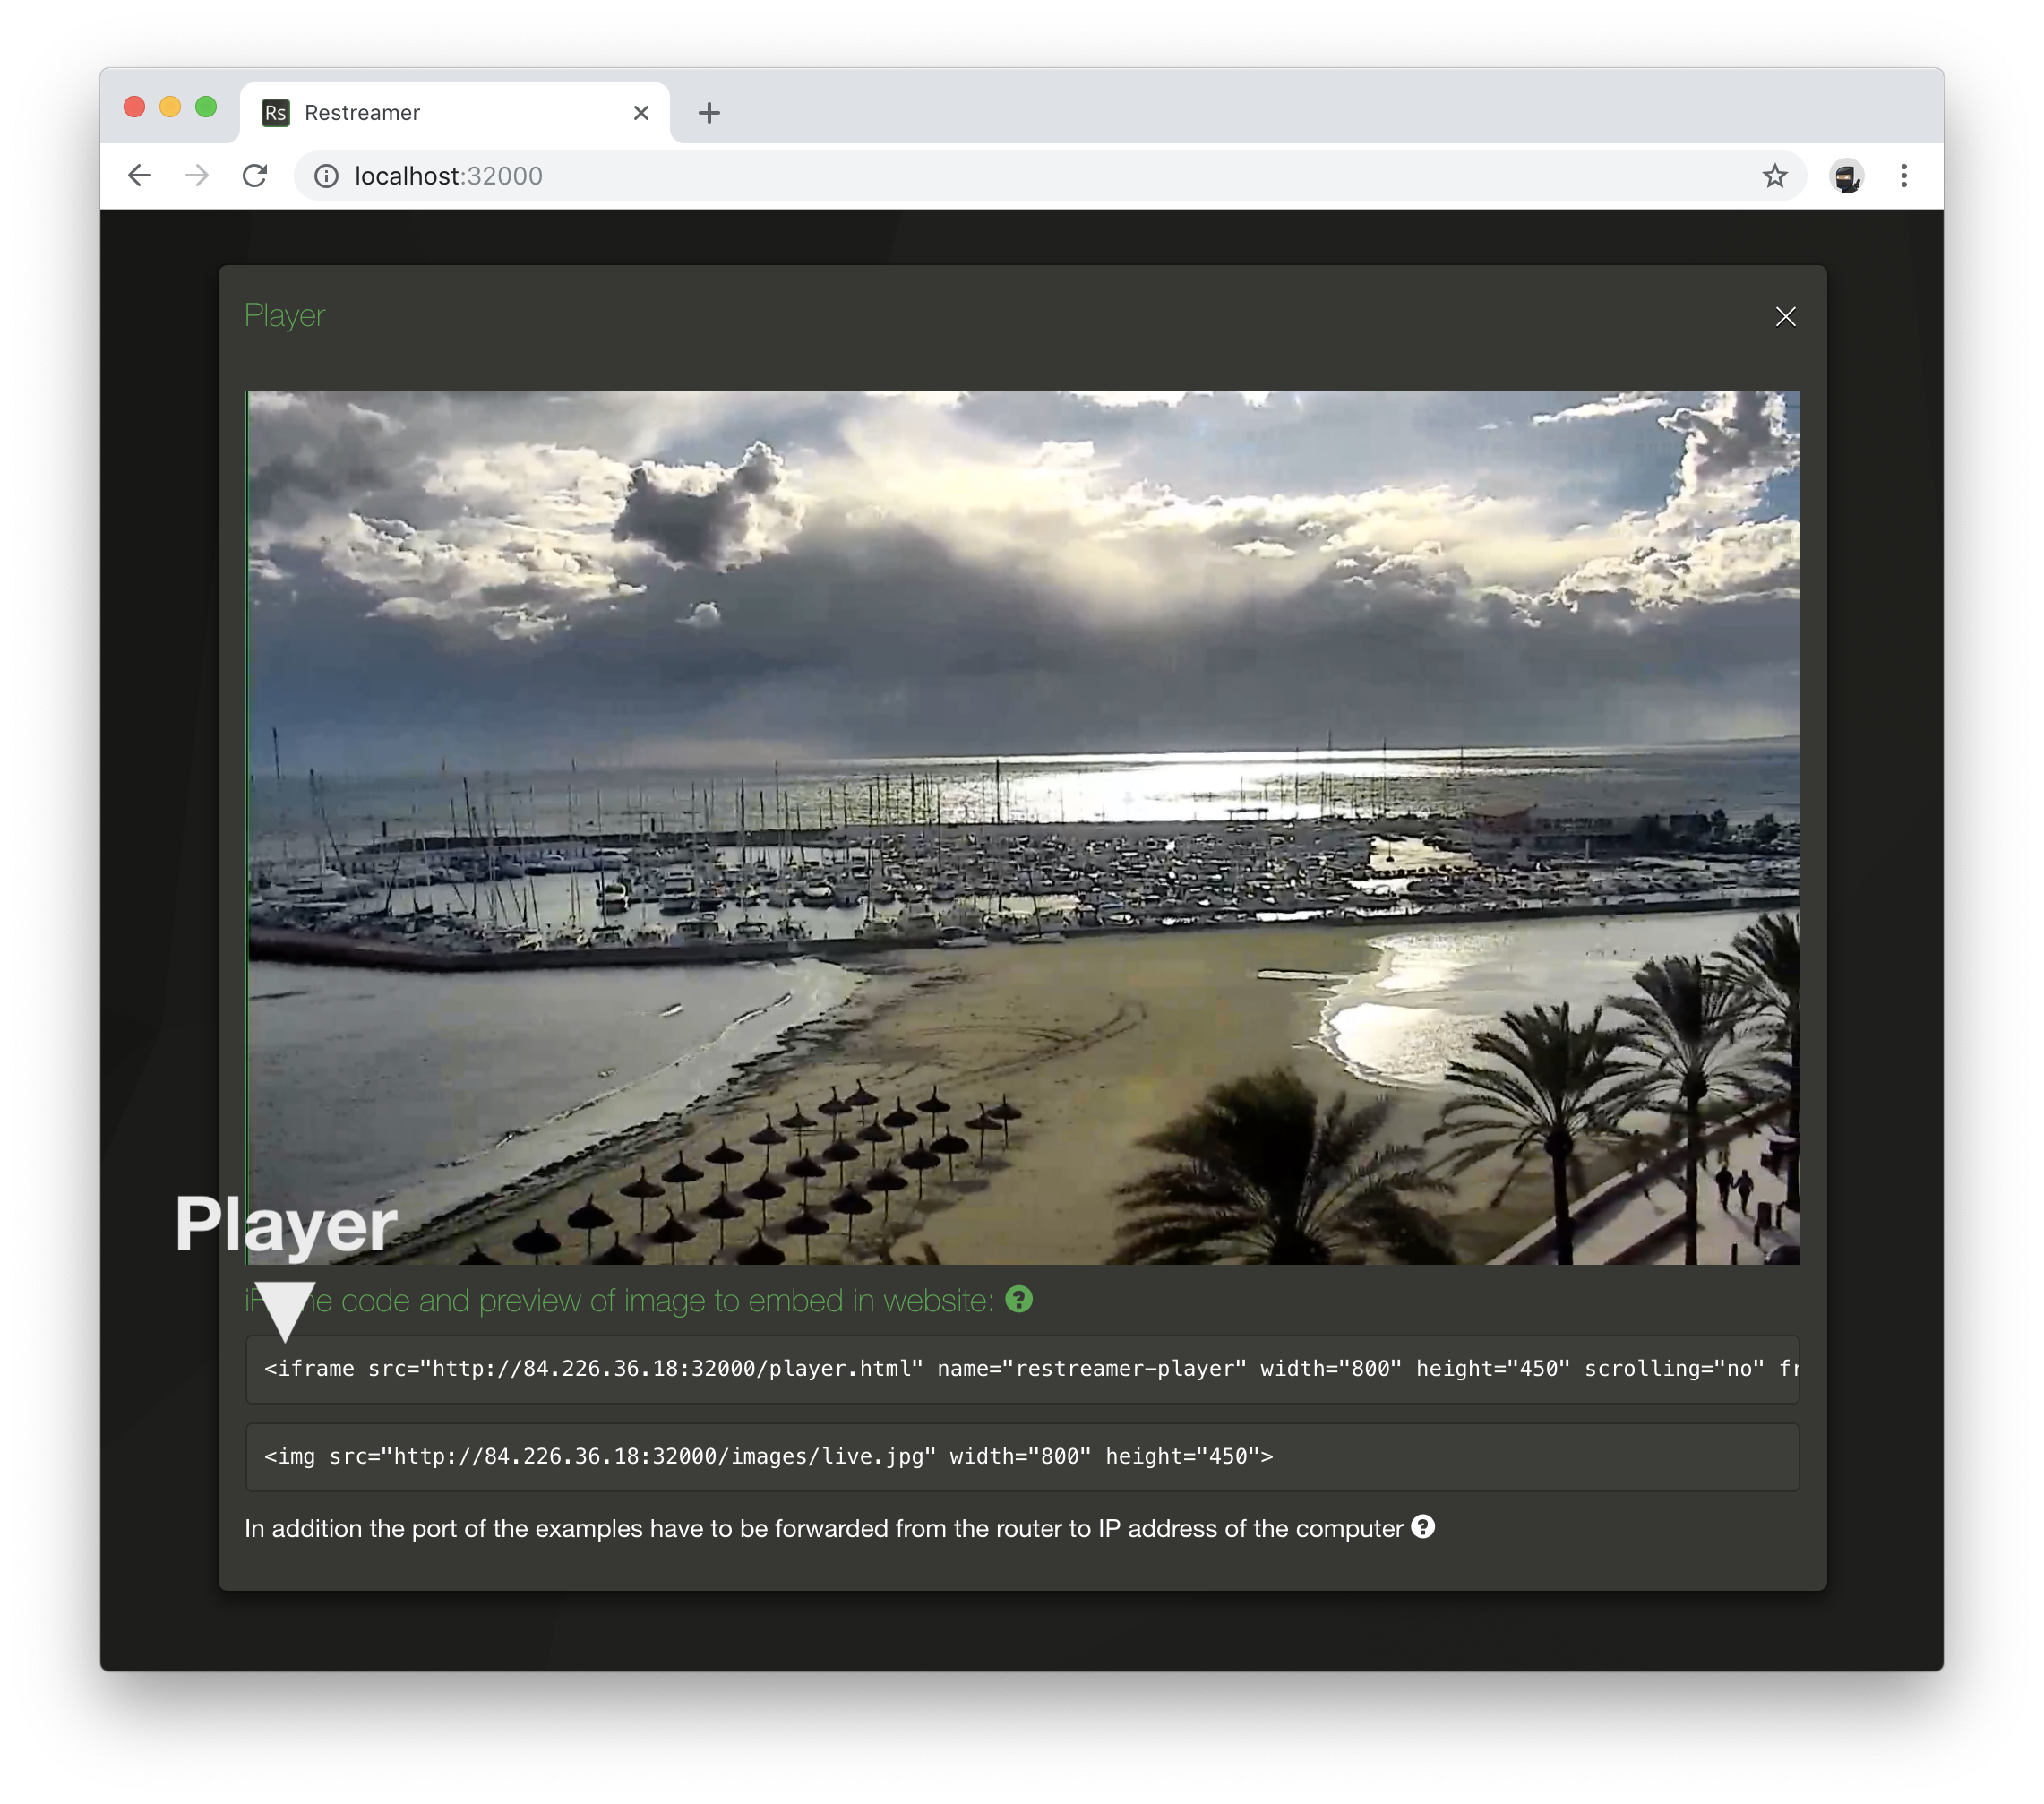 Rs Restreamer
localhost:32000
Player
Player
code and preview of image to embed in website: ?
<iframe src="http://84.226.36.18:32000/player.html" name="restreamer-player" width="800" height="450" scrolling="no" fr
<img src="http://84.226.36.18:32000/images/live.jpg" width="800" height="450">
In addition the port of the examples have to be forwarded from the router to IP address of the computer ?